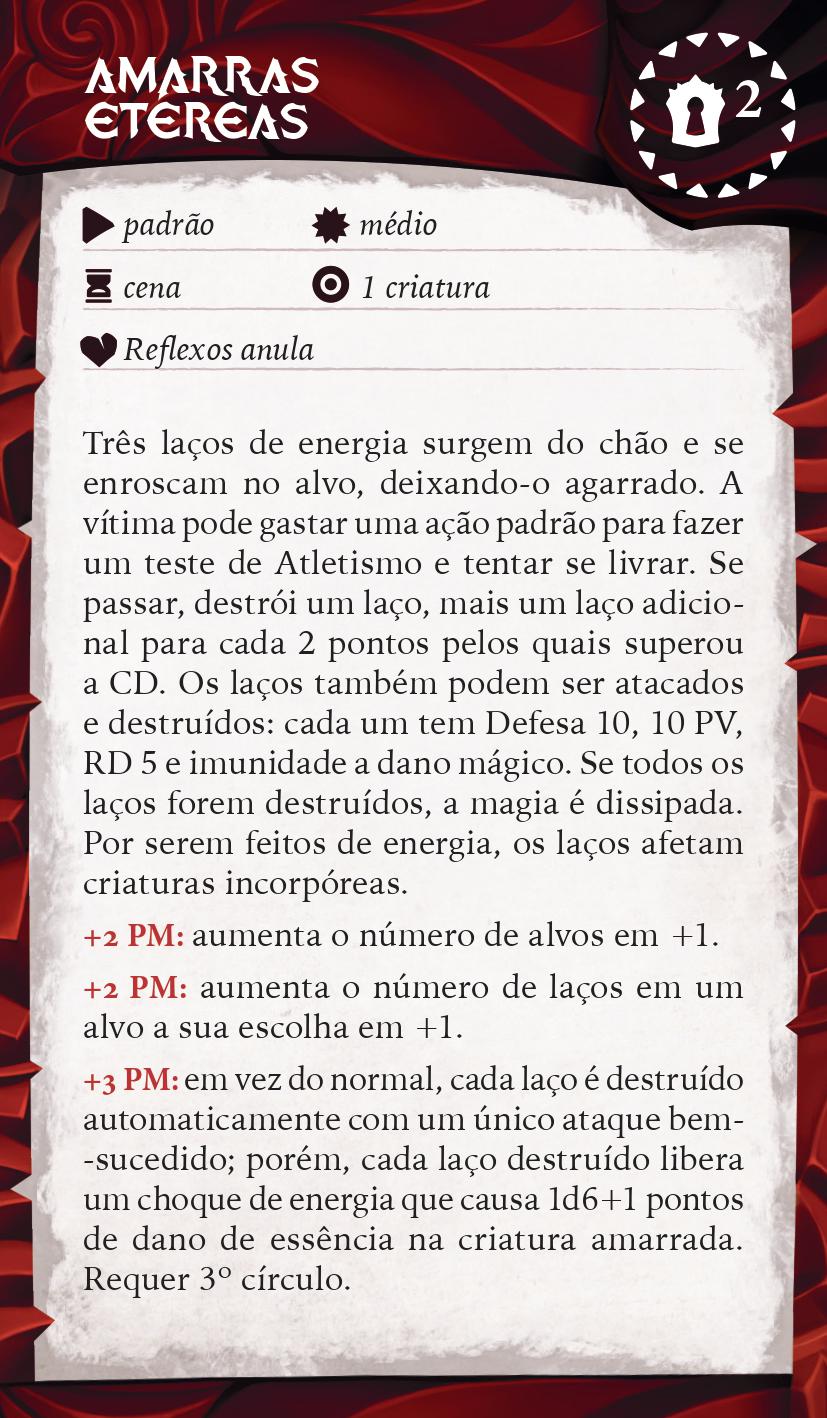 AMARRAS
ETÉREAS
2
padrão médio
cena 1 criatura
Reflexos anula
Três laços de energia surgem do chão e se
enroscam no alvo, deixando-o agarrado. A
vítima pode gastar uma ação padrão para fazer
um teste de Atletismo e tentar se livrar. Se
passar, destrói um laço, mais um laço adicio-
nal para cada 2 pontos pelos quais superou
a CD. Os laços também podem ser atacados
e destruídos: cada um tem Defesa 10, 10 PV,
RD 5 e imunidade a dano mágico. Se todos os
laços forem destruídos, a magia é dissipada.
Por serem feitos de energia, os laços afetam
criaturas incorpóreas.
+2 PM: aumenta o número de alvos em +1.
+2 PM: aumenta o número de laços em um
alvo a sua escolha em +1.
+3 PM: em vez do normal, cada laço é destruído
automaticamente com um único ataque bem-
-sucedido; porém, cada laço destruído libera
um choque de energia que causa 1d6+1 pontos
de dano de essência na criatura amarrada.
Requer 3º círculo.